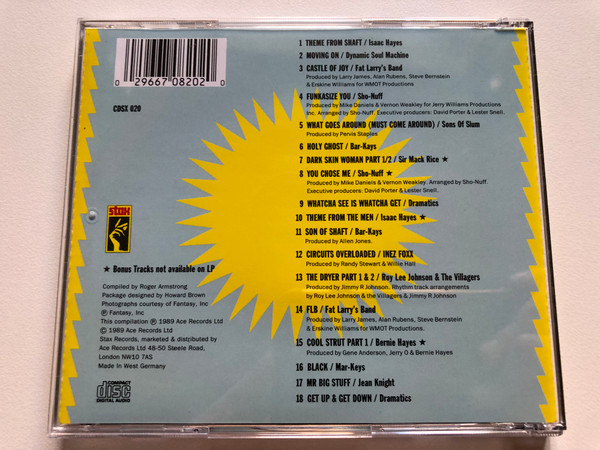 0 29667 08202 0
CDSX 020
stax
★ Bonus Tracks not available on LP
Compiled by Roger Armstrong
Package designed by Howard Brown
Photographs courtesy of Fantasy, Inc
℗ Fantasy, Inc
This compilation ℗ 1989 Ace Records Ltd
© 1989 Ace Records Ltd
Stax Records, marketed & distributed by
Ace Records Ltd 48-50 Steele Road,
London NW10 7AS
Made In West Germany
COMPACT
disc
DIGITAL AUDIO
1 THEME FROM SHAFT / Isaac Hayes
2 MOVING ON / Dynamic Soul Machine
3 CASTLE OF JOY / Fat Larry's Band
Produced by Larry James, Alan Rubens, Steve Bernstein
& Erskine Williams for WMOT Productions
4 FUNKASIZE YOU / Sho-Nuff
Produced by Mike Daniels & Vernon Weakley for Jerry Williams Productions
Inc. Arranged by Sho-Nuff. Executive producers: David Porter & Lester Snell.
5 WHAT GOES AROUND (MUST COME AROUND) / Sons Of Slum
Produced by Pervis Staples
6 HOLY GHOST / Bar-Kays
7 DARK SKIN WOMAN PART 1/2 / Sir Mack Rice ★
8 YOU CHOSE ME / Sho-Nuff ★
Produced by Mike Daniels & Vernon Weakley. Arranged by Sho-Nuff.
Executive producers: David Porter & Lester Snell.
9 WHATCHA SEE IS WHATCHA GET / Dramatics
10 THEME FROM THE MEN / Isaac Hayes ★
11 SON OF SHAFT / Bar-Kays
Produced by Allen Jones.
12 CIRCUITS OVERLOADED / INEZ FOXX
Produced by Randy Stewart & Willie Hall
13 THE DRYER PART 1 & 2 / Roy Lee Johnson & The Villagers
Produced by Jimmy R Johnson. Rhythm track arrangements
by Roy Lee Johnson & the Villagers & Jimmy R Johnson
14 FLB / Fat Larry's Band
Produced by Larry James, Alan Rubens, Steve Bernstein
& Erskine Williams for WMOT Productions.
15 COOL STRUT PART 1 / Bernie Hayes ★
Produced by Gene Anderson, Jerry O & Bernie Hayes
16 BLACK / Mar-Keys
17 MR BIG STUFF / Jean Knight
18 GET UP & GET DOWN / Dramatics